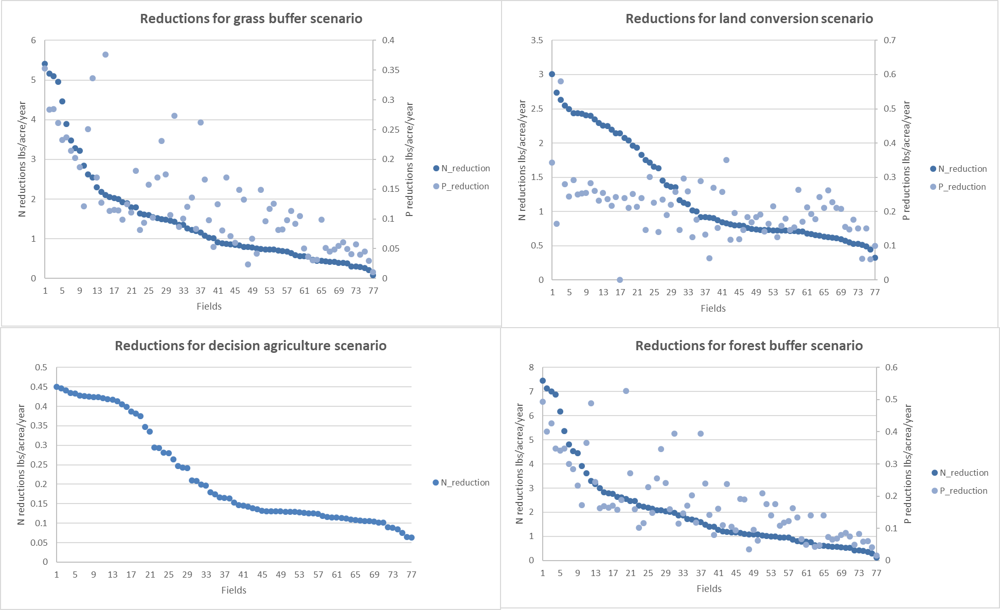 Reductions for grass buffer scenario
6
5
4
3
2
1
0
0.4
0.35
0.3
0.25
0.2
0.15
0.1
0.05
0
N reductions lbs/acre/year
P reductions lbs/acre/year
N_reduction
P_reduction
1 5 9 13 17 21 25 29 33 37 41 45 49 53 57 61 65 69 73 77
Fields
Reductions for land conversion scenario
3.5
3
2.5
2
1.5
1
0.5
0
0.7
0.6
0.5
0.4
0.3
0.2
0.1
0
N reductions lbs/acrea/year
P reductions lbs/acrea/year
N_reduction
P_reduction
1 5 9 13 17 21 25 29 33 37 41 45 49 53 57 61 65 69 73 77
Fields
Reductions for decision agriculture scenario
0.5
0.45
0.4
0.35
0.3
0.25
0.2
0.15
0.1
0.05
0
N reductions lbs/acrea/year
N_reduction
1 5 9 13 17 21 25 29 33 37 41 45 49 53 57 61 65 69 73 77
Fields
Reductions for forest buffer scenario
8
7
6
5
4
3
2
1
0
0.6
0.5
0.4
0.3
0.2
0.1
0
N reductions lbs/acrea/year
P reductions lbs/acrea/year
N_reduction
P_reduction
1 5 9 13 17 21 25 29 33 37 41 45 49 53 57 61 65 69 73 77
Fields